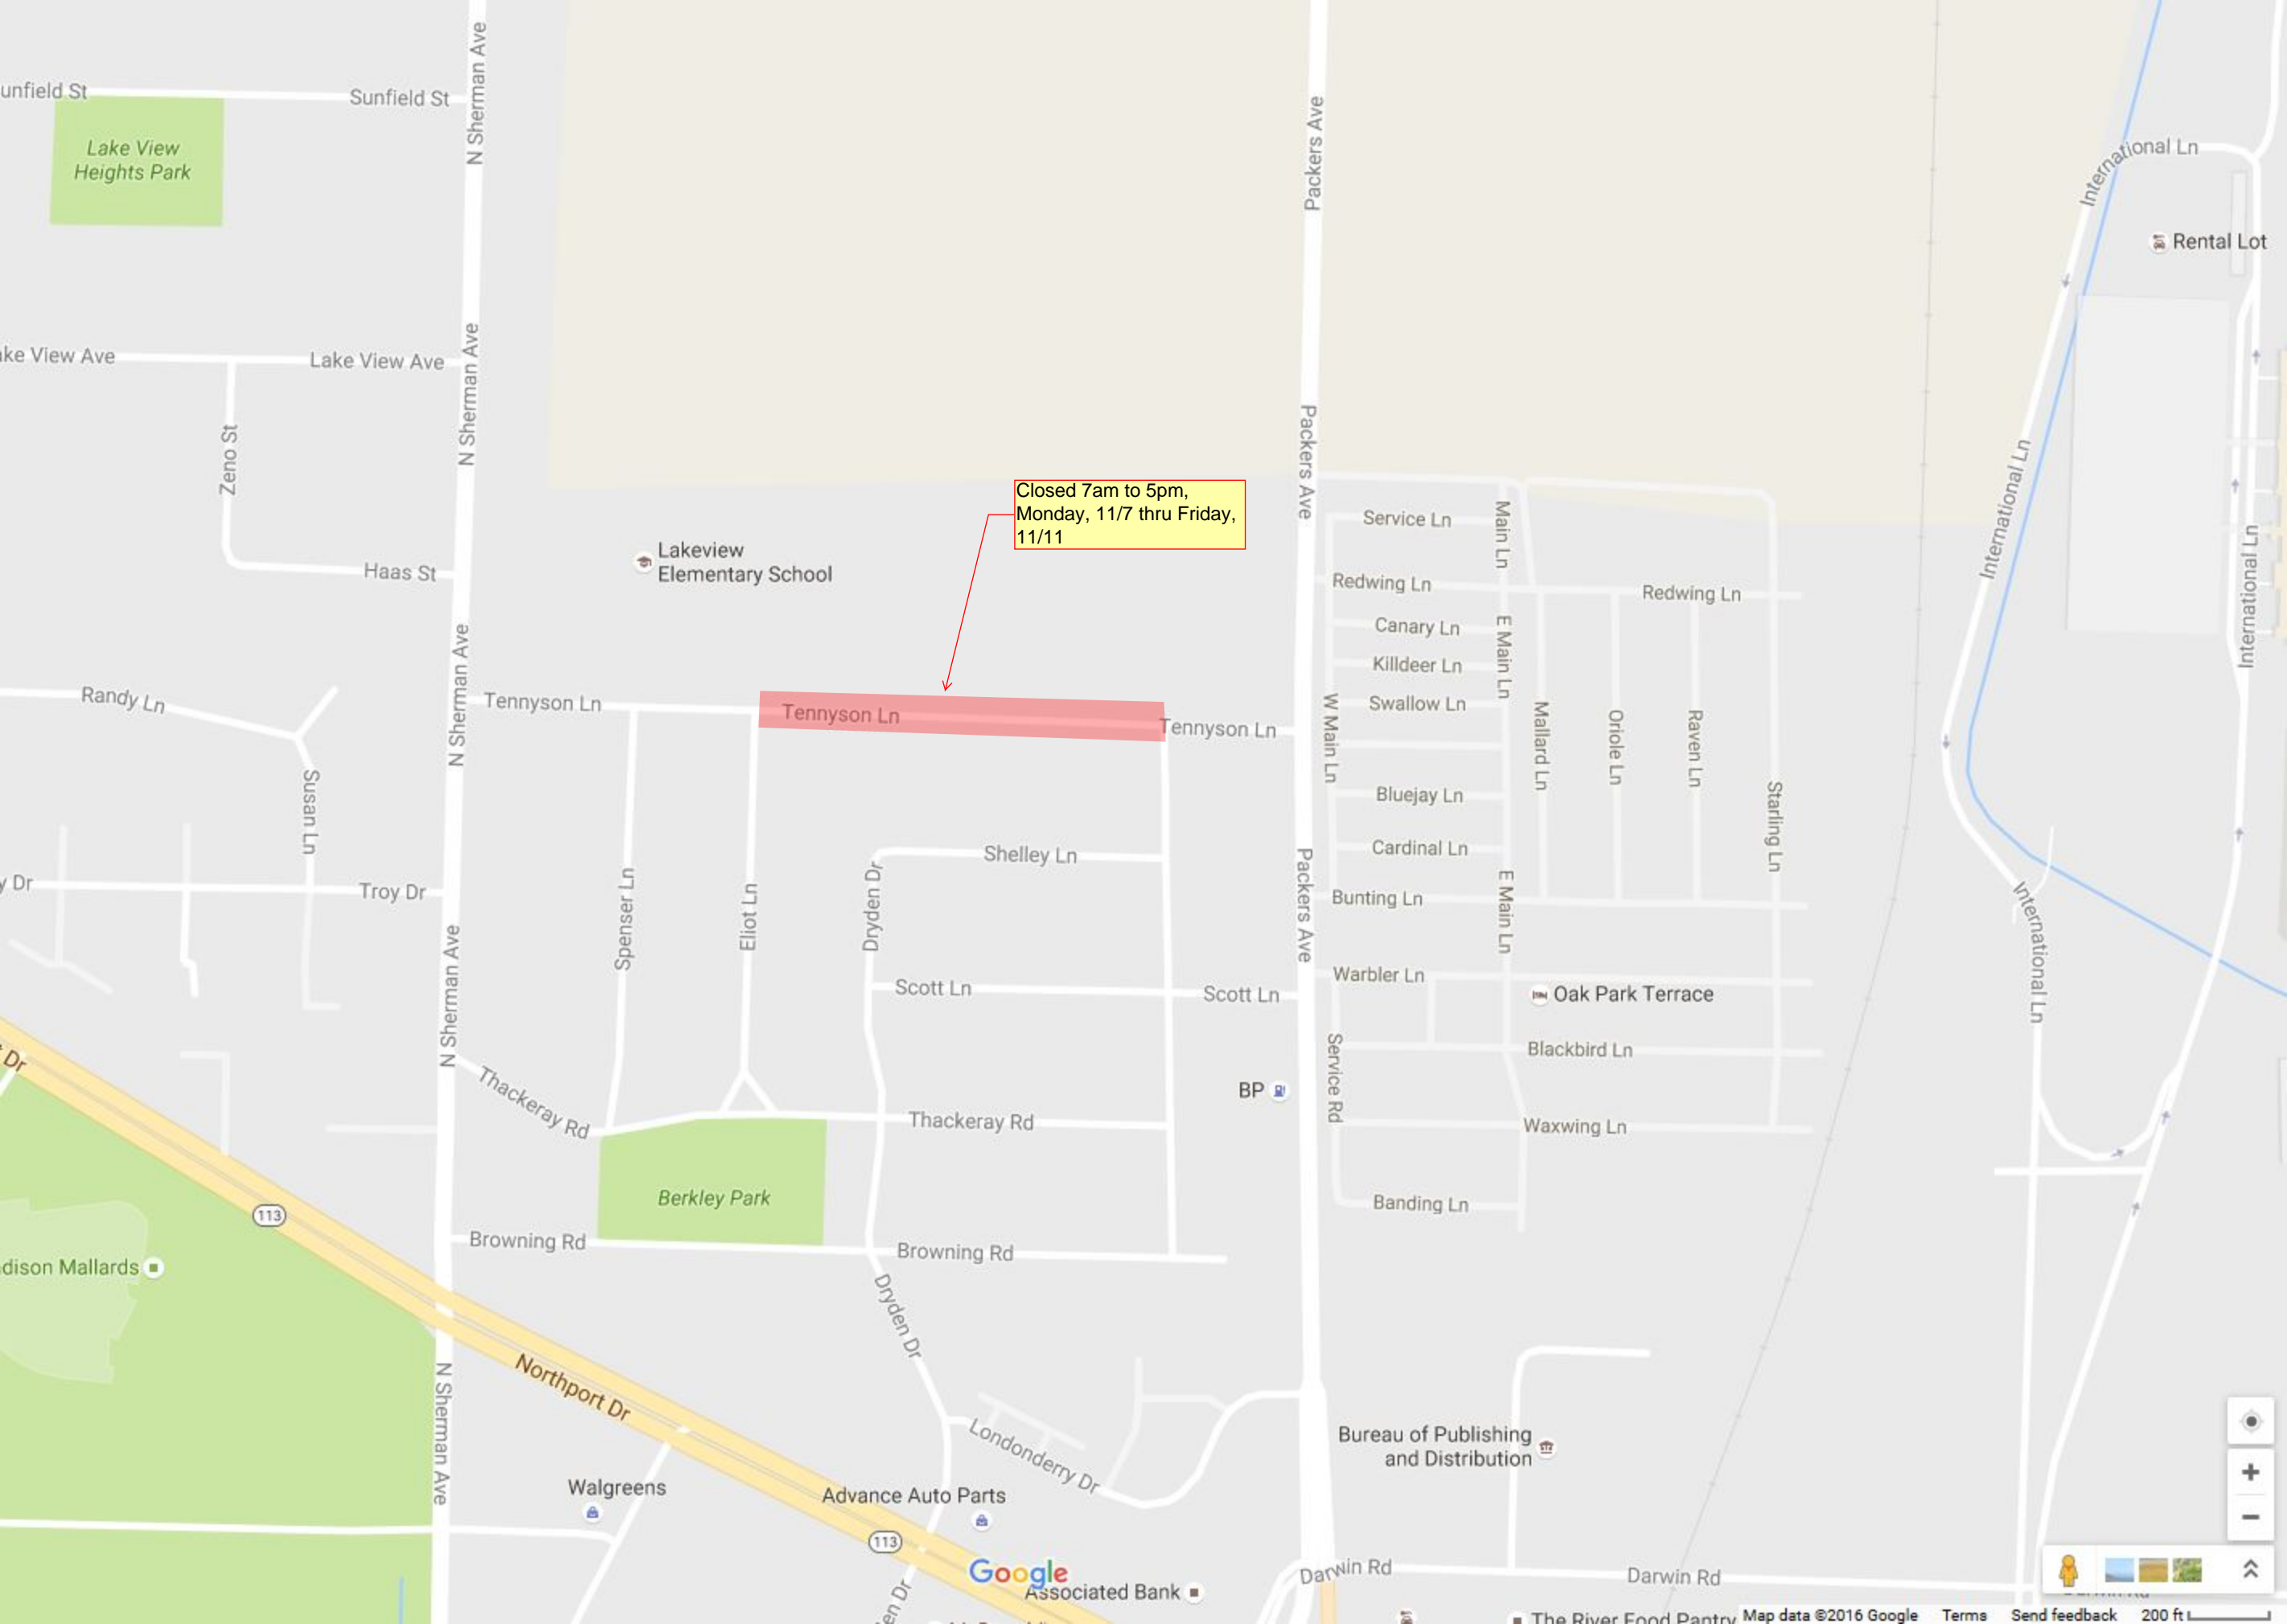 N Sherman Ave
unfield St
Sunfield St
Lake View
Heights Park
Packers Ave
International Ln
International Ln
Rental Lot
ke View Ave
Lake View Ave
N Sherman Ave
Zeno St
Packers Ave
International Ln
Closed 7am to 5pm,
Monday, 11/7 thru Friday,
11/11
Service Ln
Main Ln
Lakeview
Elementary School
Haas St
Redwing Ln
Redwing Ln
International Ln
Canary Ln
E Main Ln
Killdeer Ln
N Sherman Ave
Randy Ln
Tennyson Ln
Tennyson Ln
Tennyson Ln
W Main Ln
Swallow Ln
Mallard Ln
Oriole Ln
Raven Ln
Susan Ln
Bluejay Ln
Starling Ln
Shelley Ln
Cardinal Ln
y Dr
Troy Dr
Spenser Ln
Eliot Ln
Dryden Dr
Packers Ave
Bunting Ln
E Main Ln
International Ln
N Sherman Ave
Scott Ln
Scott Ln
Warbler Ln
Oak Park Terrace
Dr
Thackeray Rd
Service Rd
Blackbird Ln
BP
Thackeray Rd
Waxwing Ln
Berkley Park
Banding Ln
113
Browning Rd
Browning Rd
dison Mallards
Dryden Dr
Northport Dr
N Sherman Ave
Londonderry Dr
Bureau of Publishing
and Distribution
Walgreens
Advance Auto Parts
113
Google
Associated Bank
en Dr
Darwin Rd
Darwin Rd
The River Food Pantry
Map data ©2016 Google Terms Send feedback 200 ft